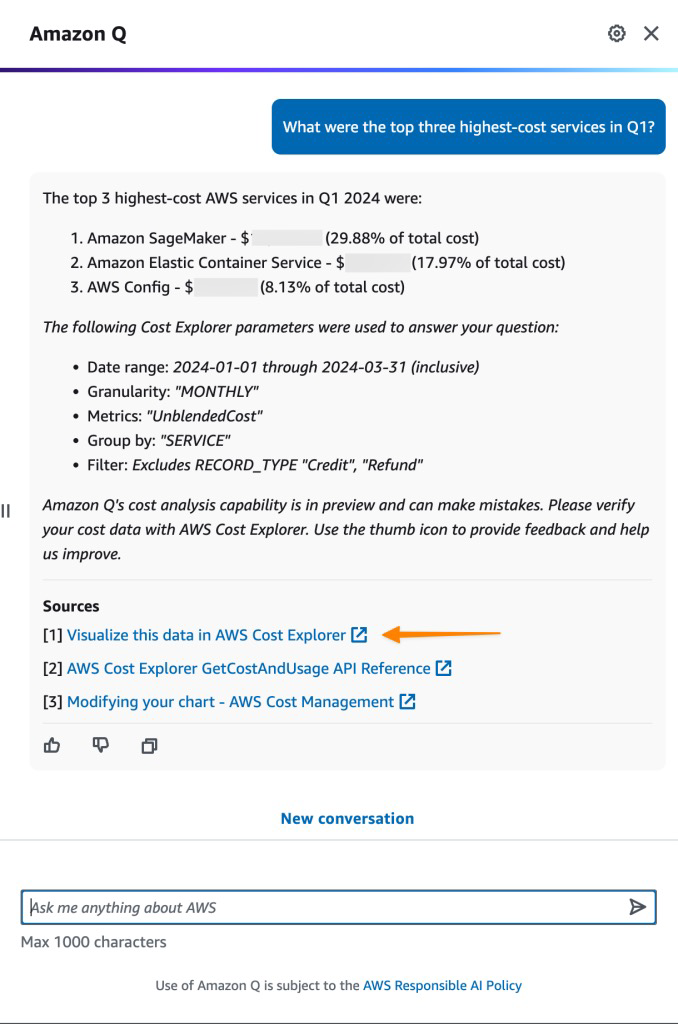 Amazon Q
What were the top three highest-cost services in Q1?
The top 3 highest-cost AWS services in Q1 2024 were:
1. Amazon SageMaker - $ (29.88% of total cost)
2. Amazon Elastic Container Service - $ (17.97% of total cost)
3. AWS Config - $ (8.13% of total cost)
The following Cost Explorer parameters were used to answer your question:
• Date range: 2024-01-01 through 2024-03-31 (inclusive)
• Granularity: "MONTHLY"
• Metrics: "UnblendedCost"
• Group by: "SERVICE"
• Filter: Excludes RECORD_TYPE "Credit", "Refund"
Amazon Q's cost analysis capability is in preview and can make mistakes. Please verify
your cost data with AWS Cost Explorer. Use the thumb icon to provide feedback and help
us improve.
Sources
[1] Visualize this data in AWS Cost Explorer
[2] AWS Cost Explorer GetCostAndUsage API Reference
[3] Modifying your chart - AWS Cost Management
New conversation
Ask me anything about AWS
Max 1000 characters
Use of Amazon Q is subject to the AWS Responsible AI Policy